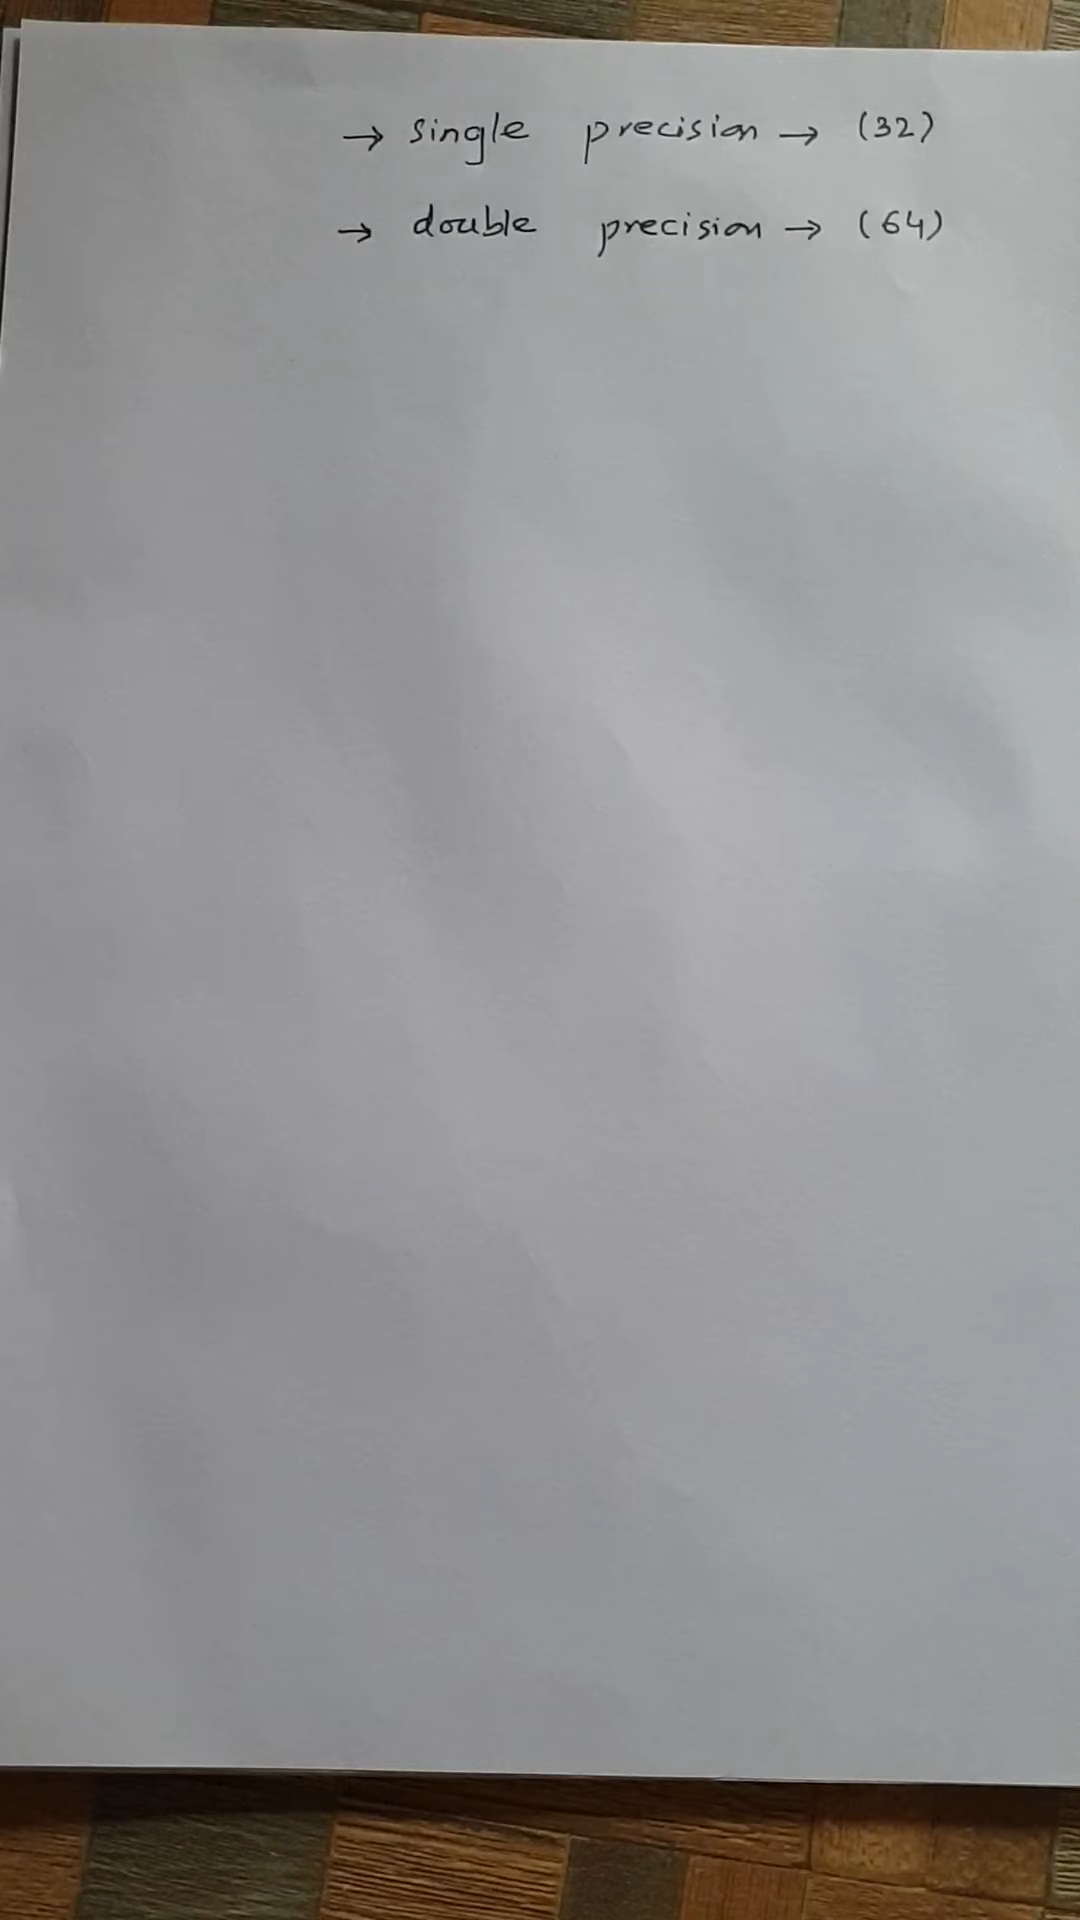 → single precision → (32)
→ double precision → (64)